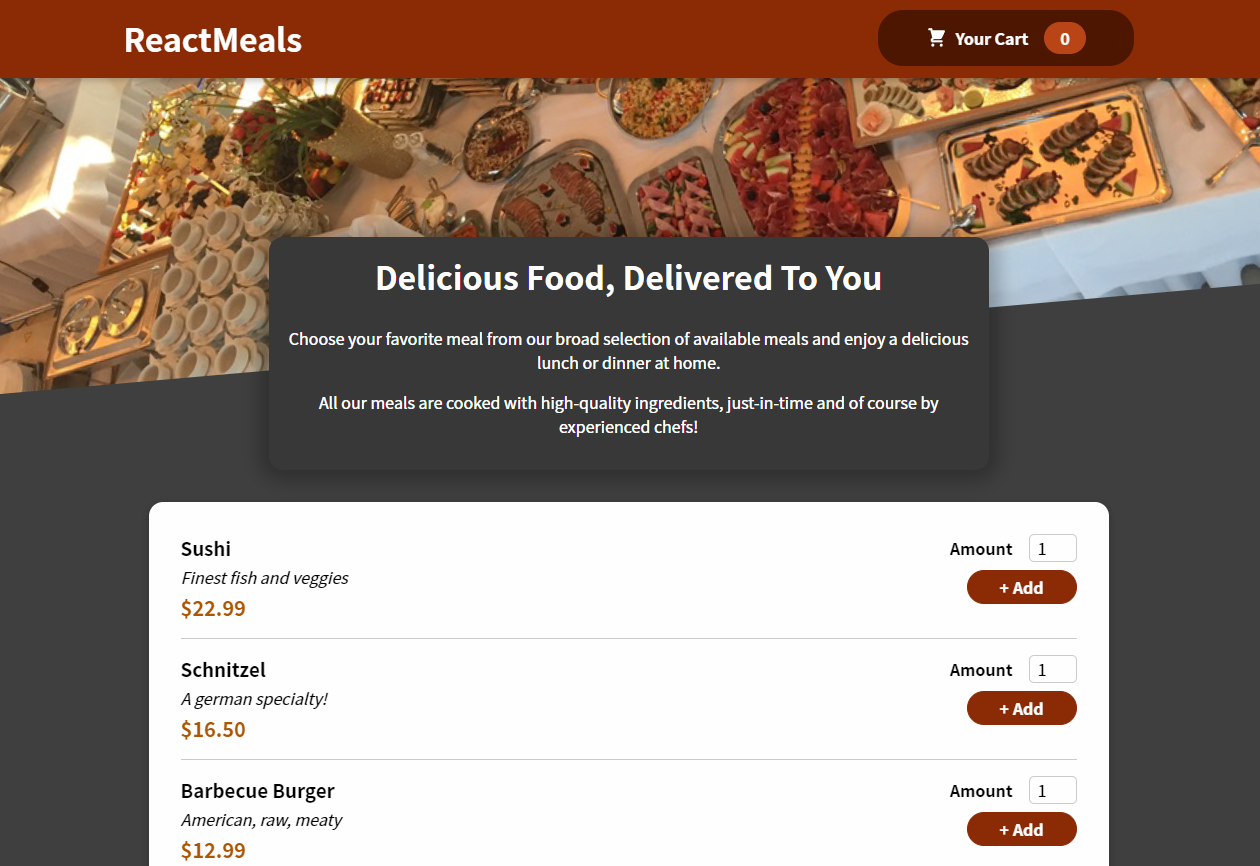 ReactMeals
Your Cart 0
Delicious Food, Delivered To You
Choose your favorite meal from our broad selection of available meals and enjoy a delicious
lunch or dinner at home.
All our meals are cooked with high-quality ingredients, just-in-time and of course by
experienced chefs!
Sushi
Finest fish and veggies
$22.99
Amount 1
+ Add
Schnitzel
A german specialty!
$16.50
Amount 1
+ Add
Barbecue Burger
American, raw, meaty
$12.99
Amount 1
+ Add